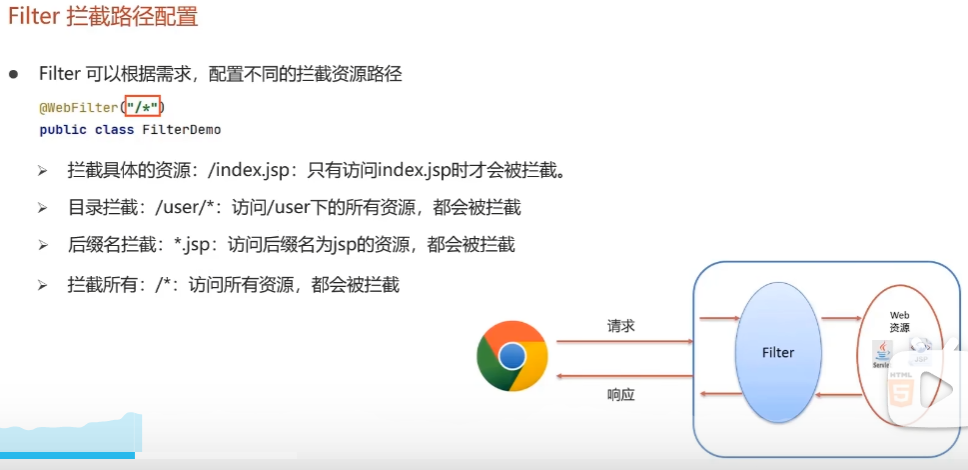 Filter 拦截路径配置
● Filter 可以根据需求，配置不同的拦截资源路径
@WebFilter("/*")
public class FilterDemo
➢ 拦截具体的资源：/index.jsp：只有访问index.jsp时才会被拦截。
➢ 目录拦截：/user/*：访问/user下的所有资源，都会被拦截
➢ 后缀名拦截：*.jsp：访问后缀名为jsp的资源，都会被拦截
➢ 拦截所有：/*：访问所有资源，都会被拦截
请求
响应
Filter
Web
资源
HTML
5